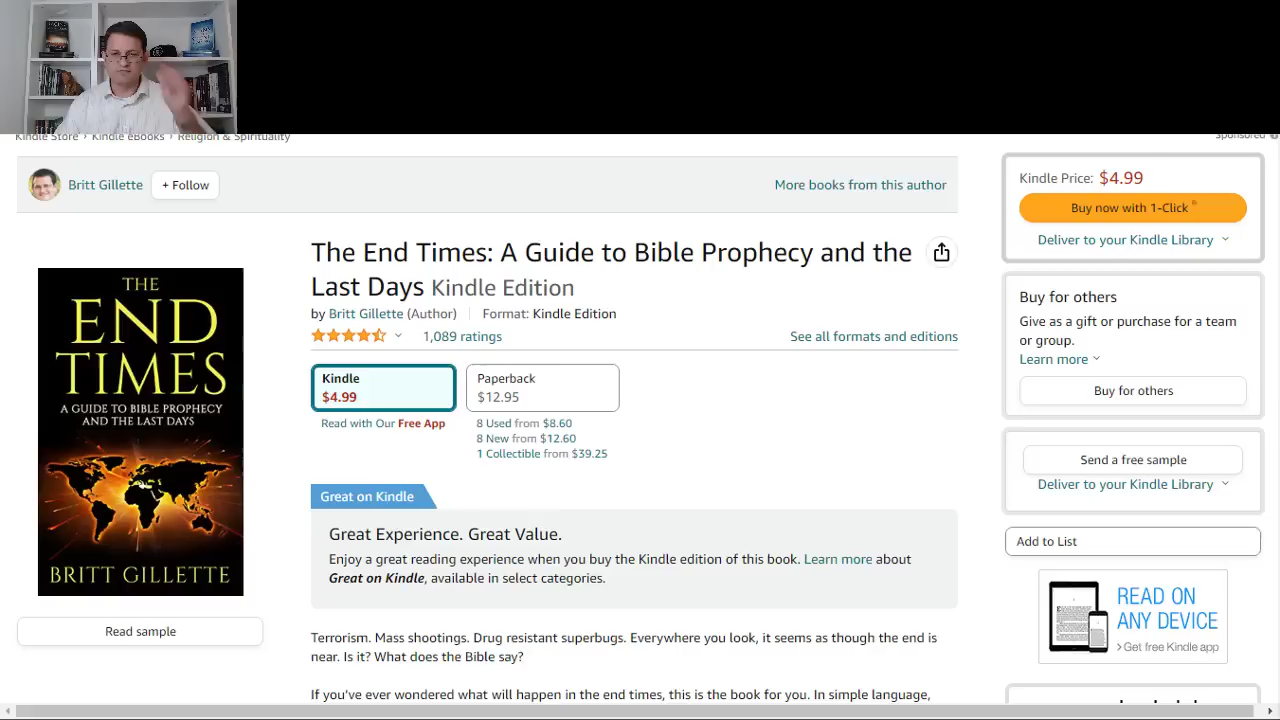 Kindle Store › Kindle eBooks › Religion & Spirituality
Sponsored
Britt Gillette
+ Follow
More books from this author
The End Times: A Guide to Bible Prophecy and the
Last Days Kindle Edition
by Britt Gillette (Author) Format: Kindle Edition
1,089 ratings
See all formats and editions
Kindle
$4.99
Paperback
$12.95
Read with Our Free App
8 Used from $8.60
8 New from $12.60
1 Collectible from $39.25
Great on Kindle
Great Experience. Great Value.
Enjoy a great reading experience when you buy the Kindle edition of this book. Learn more about
Great on Kindle, available in select categories.
Terrorism. Mass shootings. Drug resistant superbugs. Everywhere you look, it seems as though the end is
near. Is it? What does the Bible say?
If you've ever wondered what will happen in the end times, this is the book for you. In simple language,
THE
END
TIMES
A GUIDE TO BIBLE PROPHECY
AND THE LAST DAYS
BRITT GILLETTE
Read sample
Kindle Price: $4.99
Buy now with 1-Click ®
Deliver to your Kindle Library
Buy for others
Give as a gift or purchase for a team
or group.
Learn more
Buy for others
Send a free sample
Deliver to your Kindle Library
Add to List
READ ON
ANY DEVICE
> Get free Kindle app